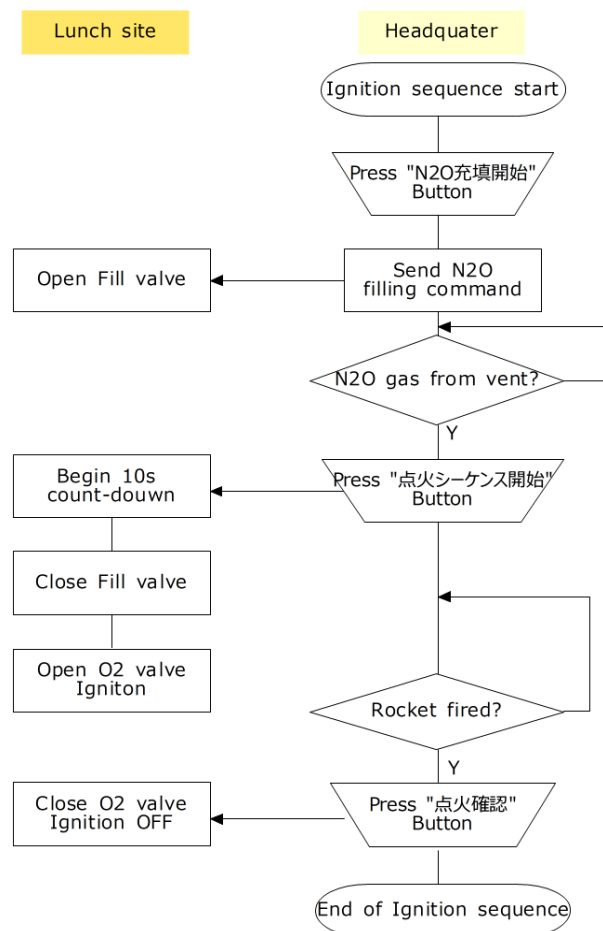 Lunch site
Headquater
Ignition sequence start
Press "N2O充填開始"
Button
Open Fill valve
Send N2O
filling command
N2O gas from vent?
Y
Begin 10s
count-douwn
Press "点火シーケンス開始"
Button
Close Fill valve
Open O2 valve
Igniton
Rocket fired?
Y
Close O2 valve
Ignition OFF
Press "点火確認"
Button
End of Ignition sequence